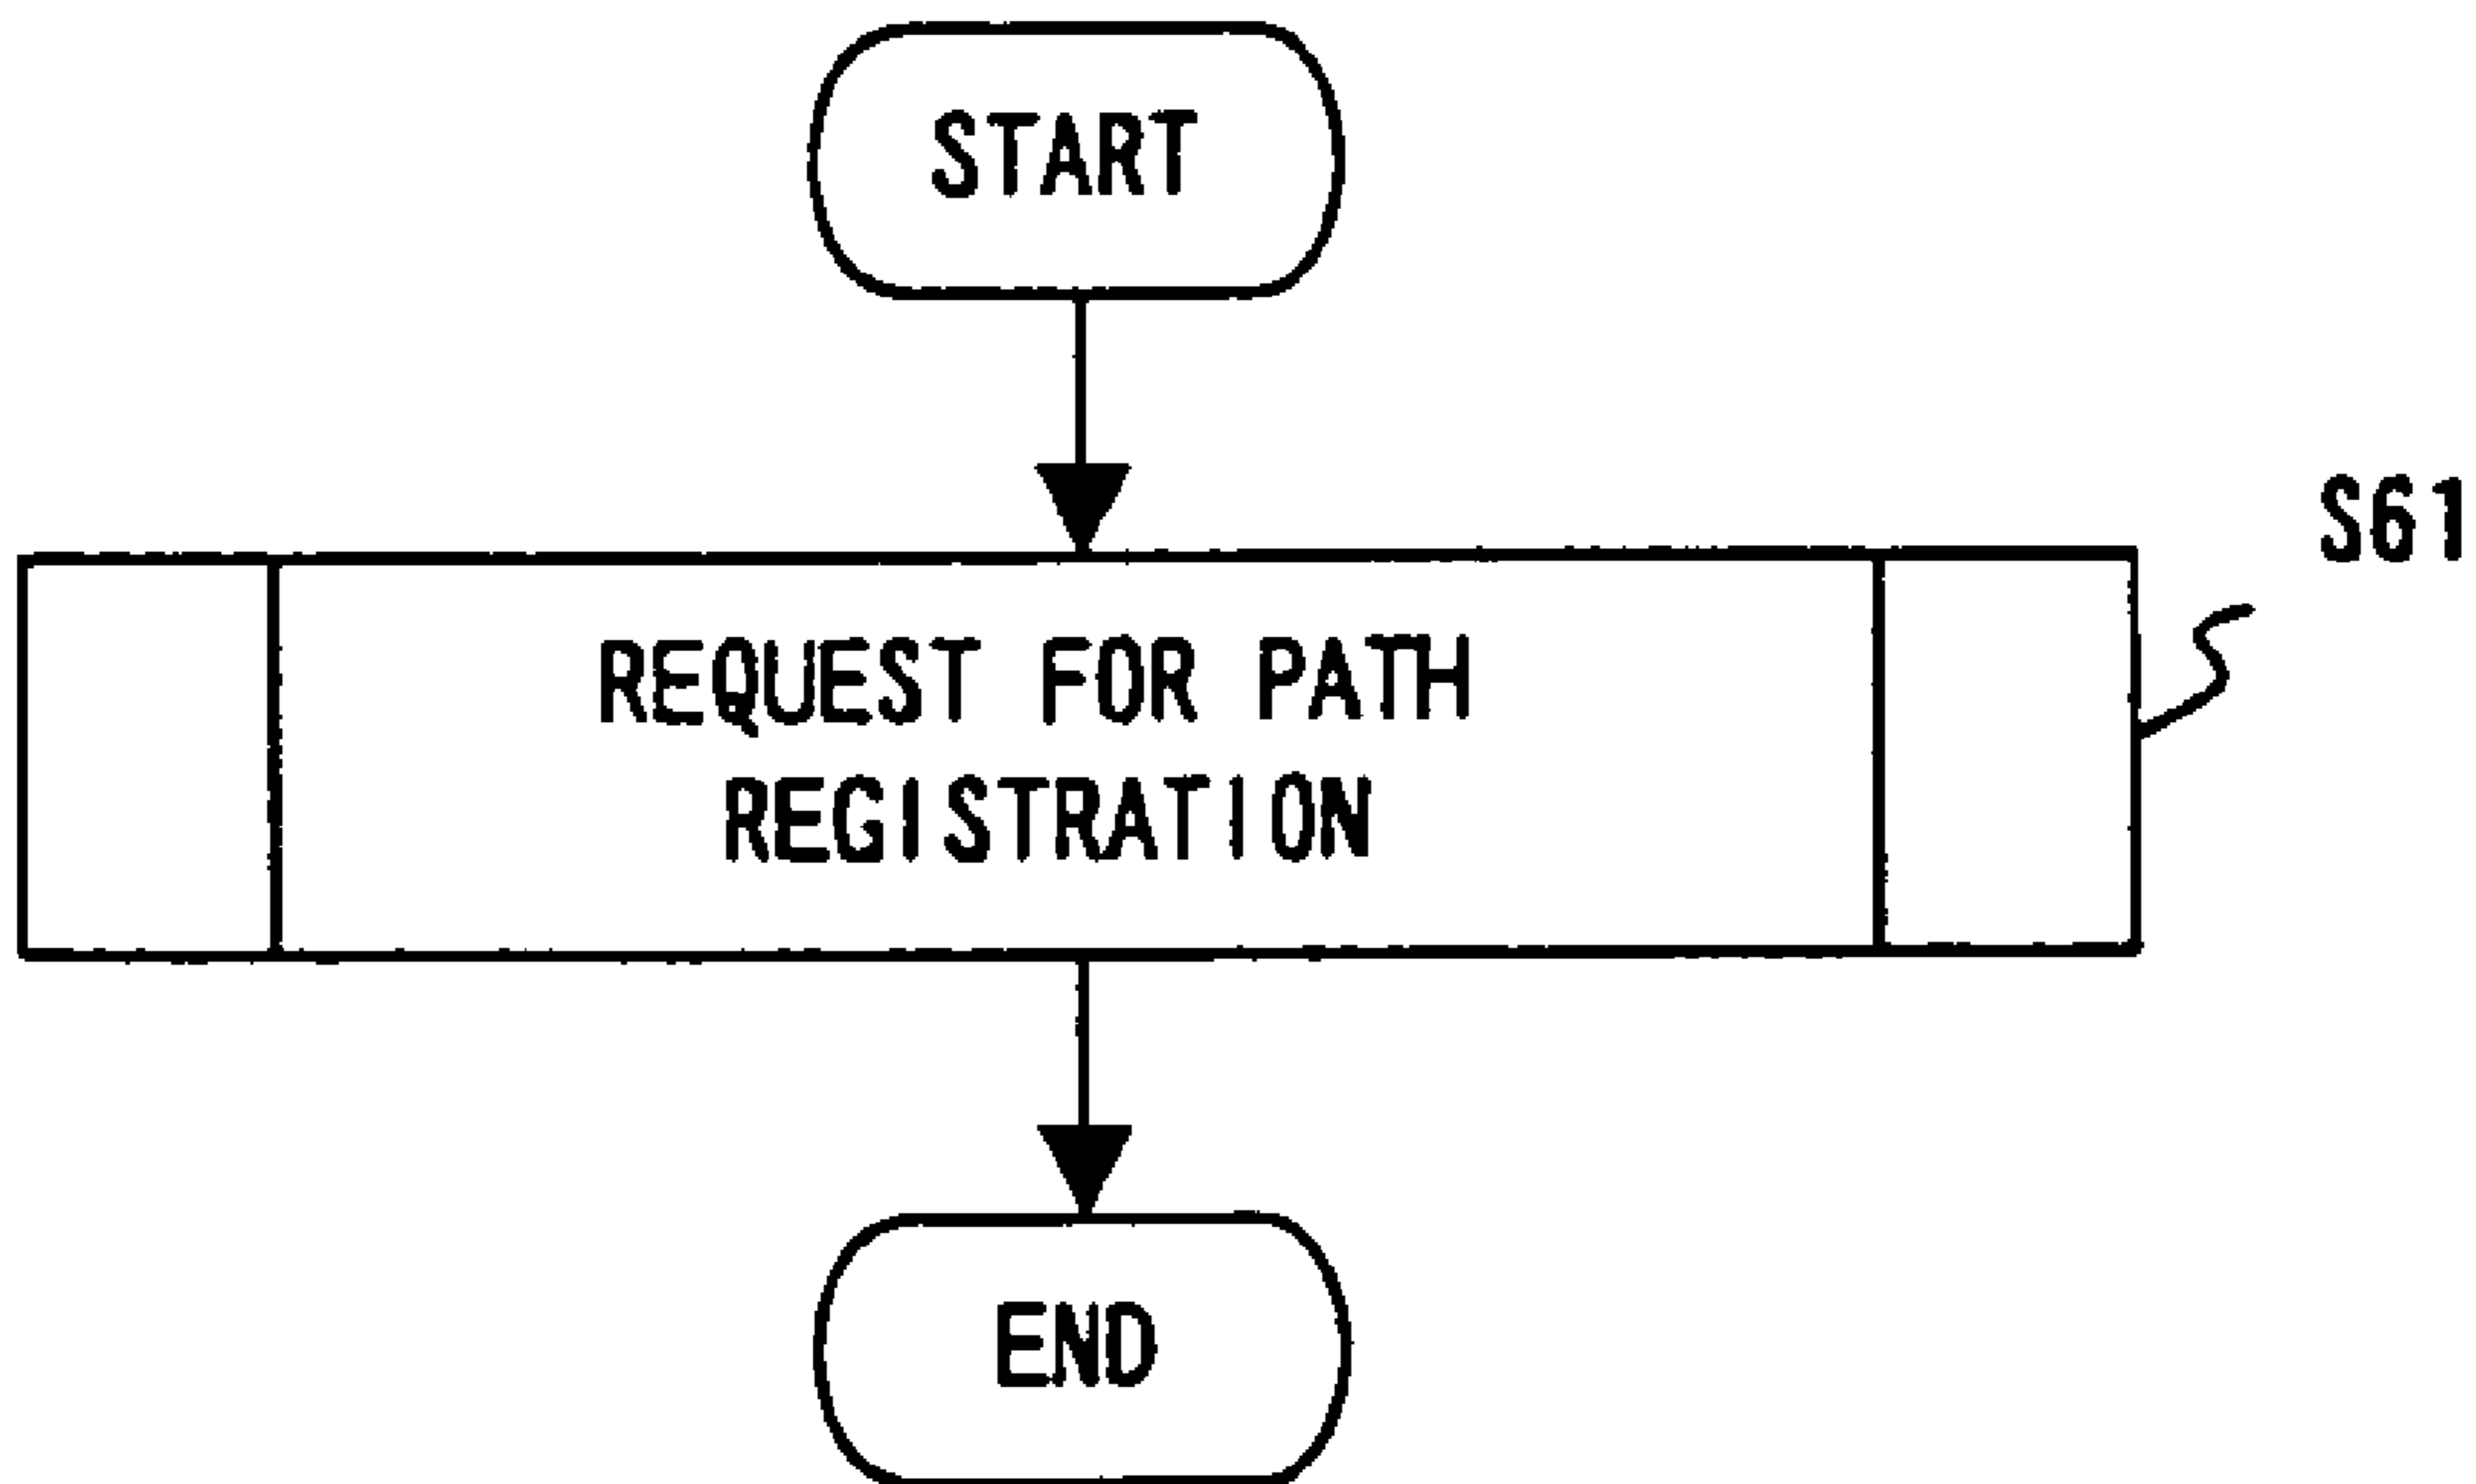 START
S61
REQUEST FOR PATH
REGISTRATION
END